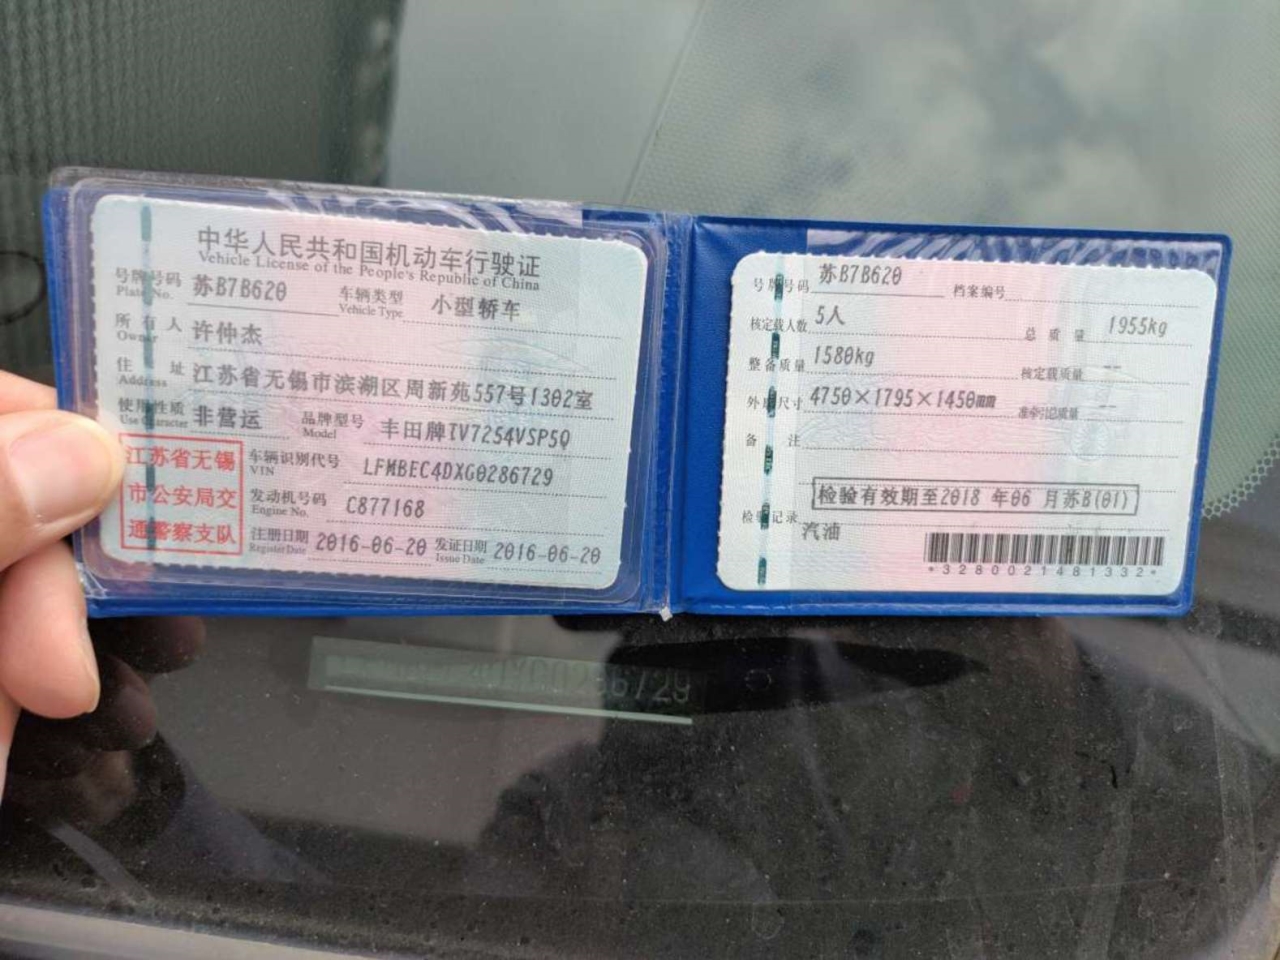 中华人民共和国机动车行驶证
Vehicle License of the People's Republic of China
号牌号码 苏B7B620 车辆类型 小型轿车
Plate No. Vehicle Type
所有人 许仲杰
Owner
住址 江苏省无锡市滨湖区周新苑557号1302室
Address
使用性质 非营运 品牌型号 丰田牌TV7254VSP5Q
Use Character Model
江苏省无锡
市公安局交
通警察支队
车辆识别代号 LFMBEC4DXG0286729
VIN
发动机号码 C877168
Engine No.
注册日期 2016-06-20 发证日期 2016-06-20
Register Date Issue Date
号牌号码 苏B7B620 档案编号
核定载人数 5人 总质量 1955kg
整备质量 1580kg 核定载质量 --
外廓尺寸 4750×1795×1450mm 准牵引总质量 --
备注
检验有效期至2018 年06 月苏B(01)
检验记录
汽油
*3280021481332*